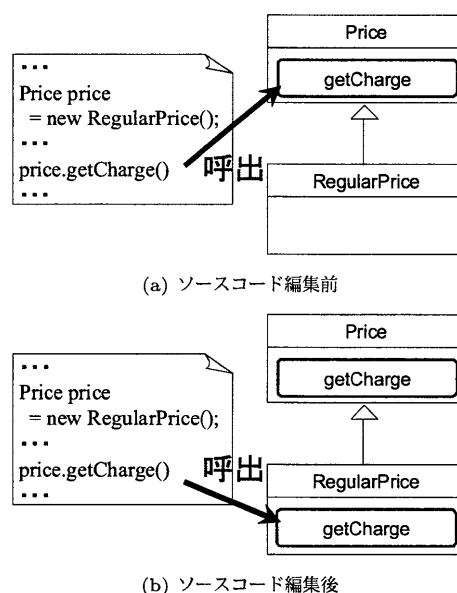 Price
getCharge
RegularPrice
...
Price price
= new RegularPrice();
...
price.getCharge()
...
呼出
(a) ソースコード編集前
Price
getCharge
RegularPrice
getCharge
...
Price price
= new RegularPrice();
...
price.getCharge()
...
呼出
(b) ソースコード編集後